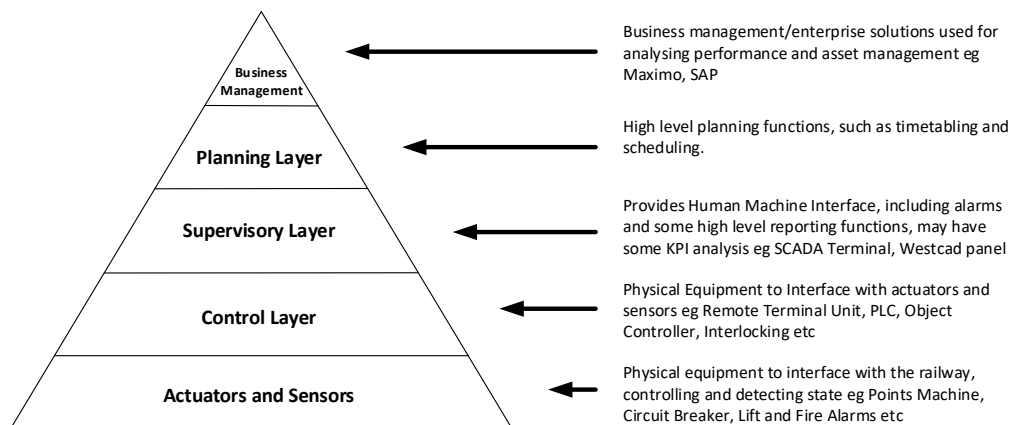 Business
Management
Business management/enterprise solutions used for
analysing performance and asset management eg
Maximo, SAP
Planning Layer
High level planning functions, such as timetabling and
scheduling.
Supervisory Layer
Provides Human Machine Interface, including alarms
and some high level reporting functions, may have
some KPI analysis eg SCADA Terminal, Westcad panel
Control Layer
Physical Equipment to Interface with actuators and
sensors eg Remote Terminal Unit, PLC, Object
Controller, Interlocking etc
Actuators and Sensors
Physical equipment to interface with the railway,
controlling and detecting state eg Points Machine,
Circuit Breaker, Lift and Fire Alarms etc